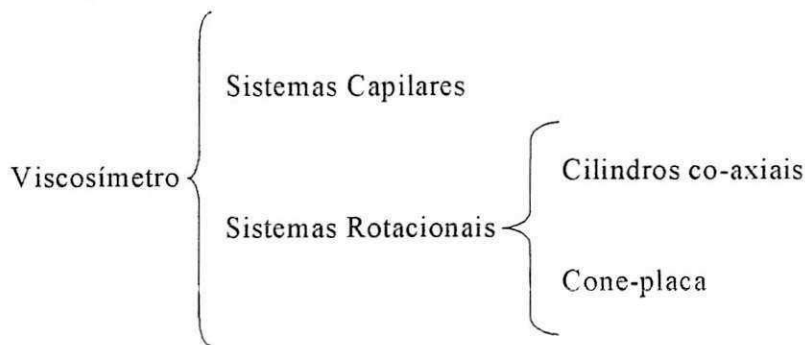 Sistemas Capilares
Viscosímetro
Cilindros co-axiais
Sistemas Rotacionais
Cone-placa